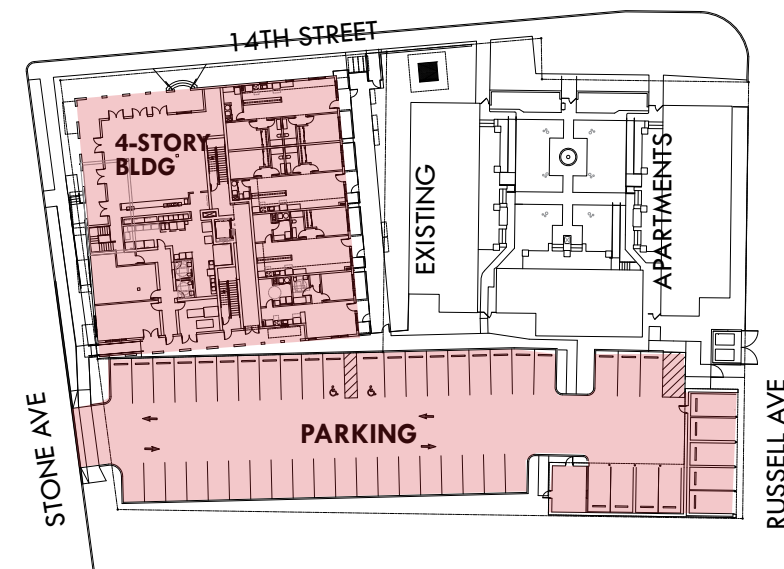 14TH STREET
4-STORY
BLDG
EXISTING
APARTMENTS
PARKING
STONE AVE
RUSSELL AVE